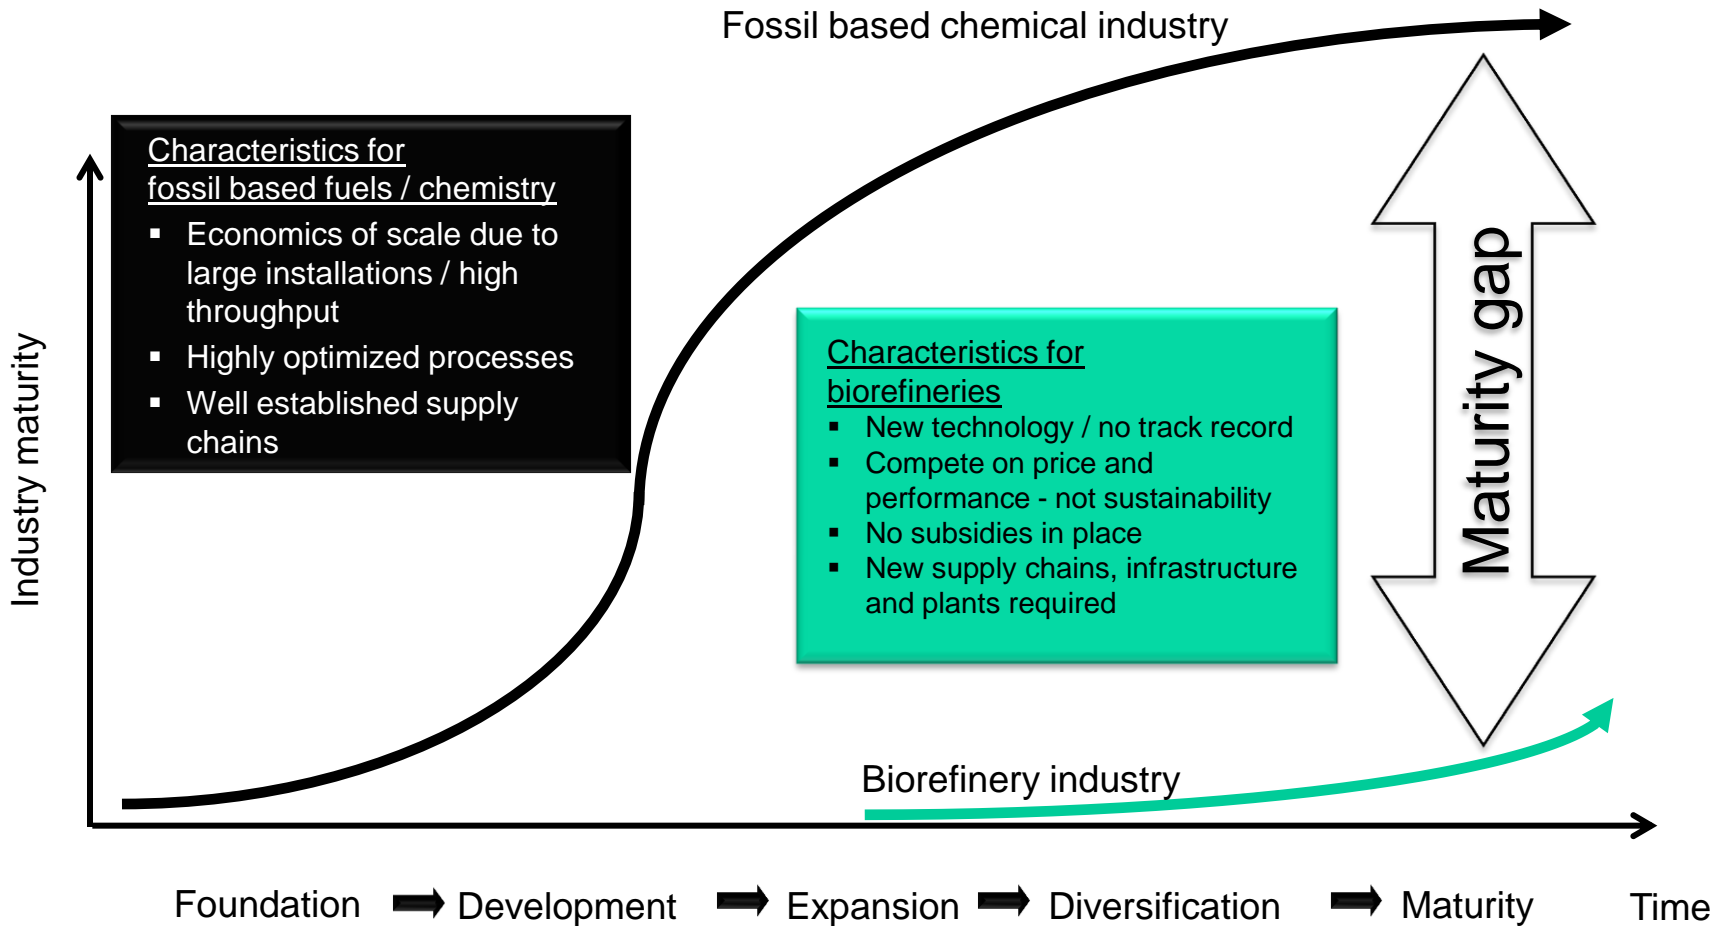 Fossil based chemical industry
Characteristics for
fossil based fuels / chemistry
▪ Economics of scale due to
large installations / high
throughput
▪ Highly optimized processes
▪ Well established supply
chains
Industry maturity
Characteristics for
biorefineries
▪ New technology / no track record
▪ Compete on price and
performance - not sustainability
▪ No subsidies in place
▪ New supply chains, infrastructure
and plants required
Maturity gap
Biorefinery industry
Foundation Development Expansion Diversification Maturity Time